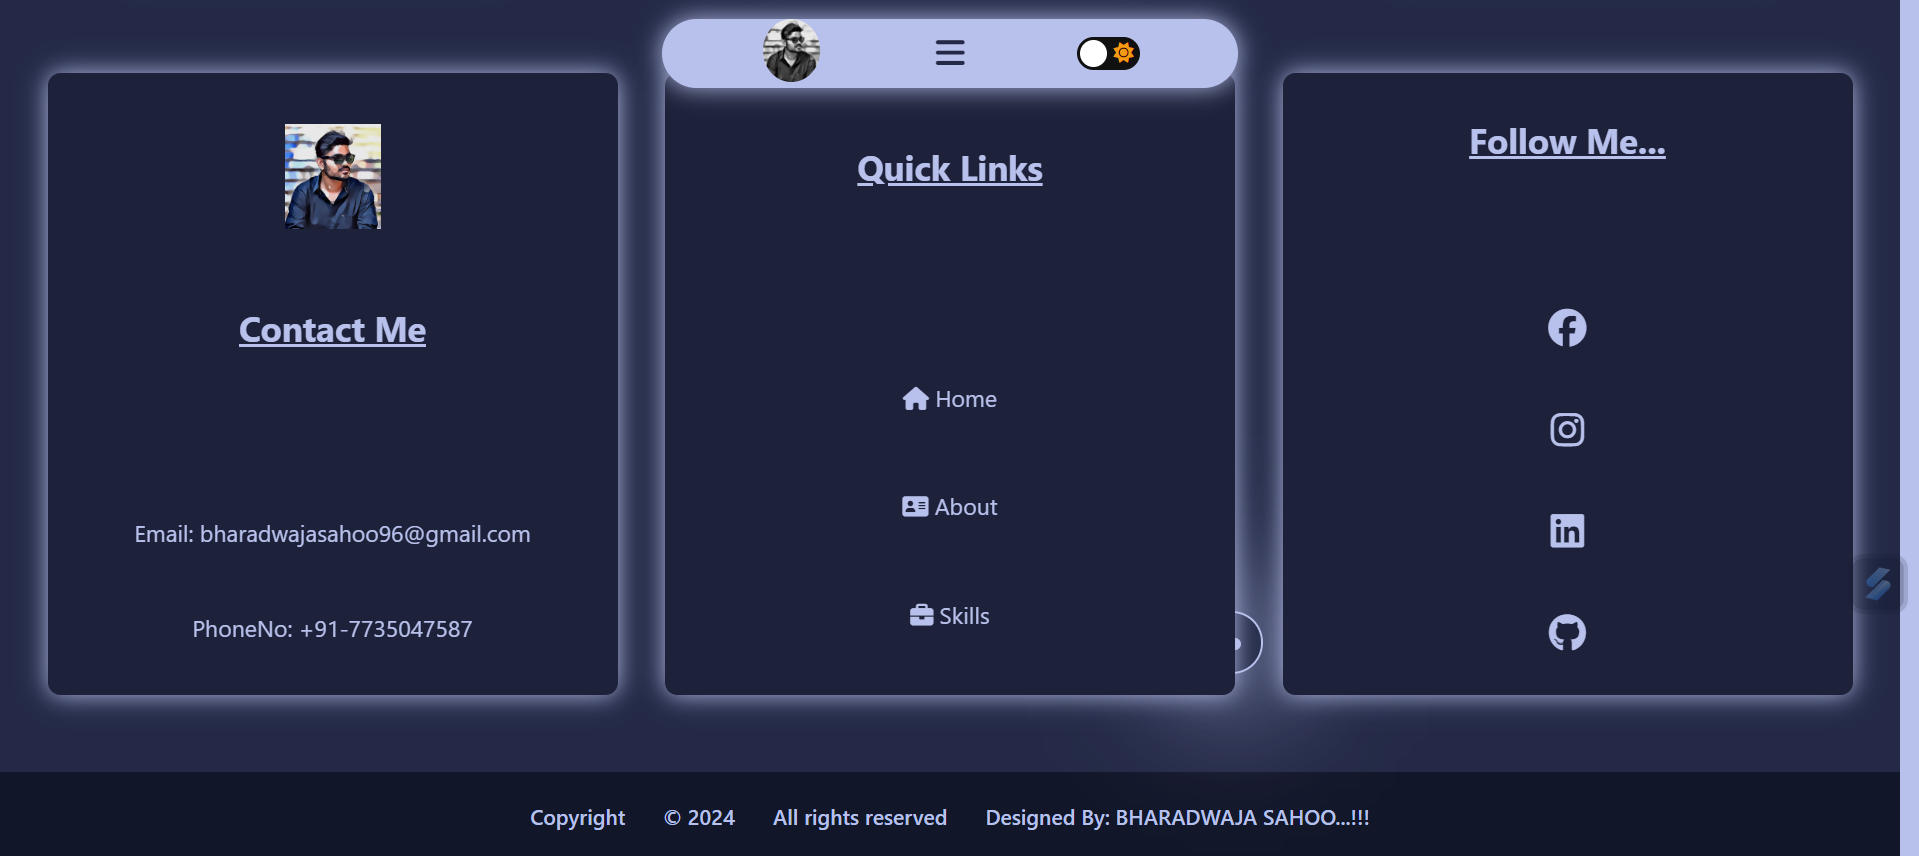 Contact Me
Email: bharadwajasahoo96@gmail.com
PhoneNo: +91-7735047587
Quick Links
Home
About
Skills
Follow Me...
in
Copyright © 2024 All rights reserved Designed By: BHARADWAJA SAHOO...!!!